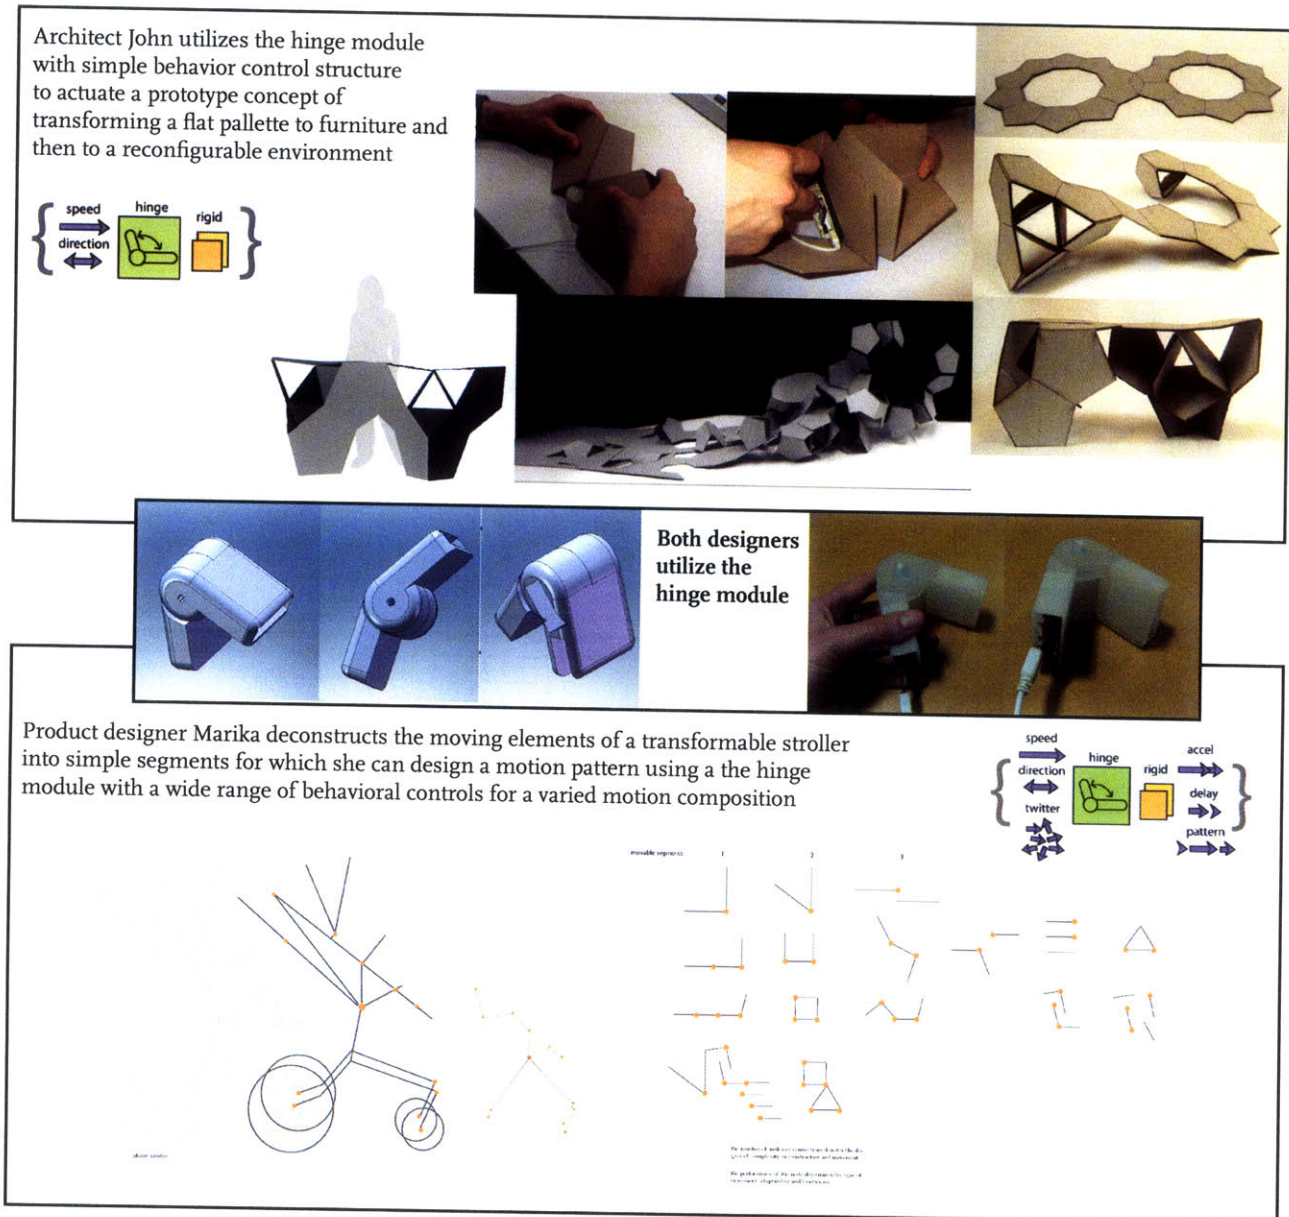 Architect John utilizes the hinge module
with simple behavior control structure
to actuate a prototype concept of
transforming a flat pallette to furniture and
then to a reconfigurable environment
speed
direction
hinge
rigid
Both designers
utilize the
hinge module
Product designer Marika deconstructs the moving elements of a transformable stroller
into simple segments for which she can design a motion pattern using a the hinge
module with a wide range of behavioral controls for a varied motion composition
speed
direction
twitter
hinge
rigid
accel
delay
pattern
movable segments 1 2 3